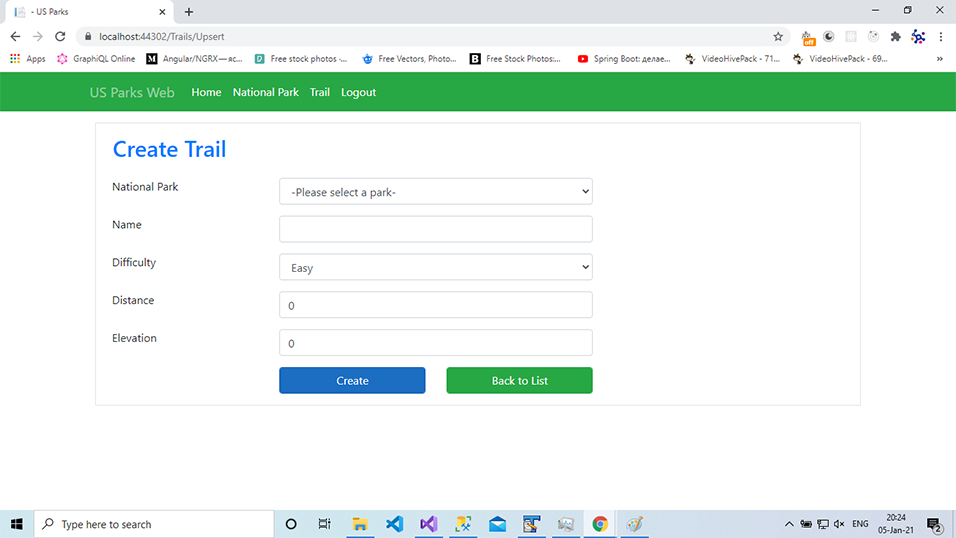 - US Parks
localhost:44302/Trails/Upsert
off
Apps GraphiQL Online Angular/NGRX — ас... Free stock photos -... Free Vectors, Photo... Free Stock Photos:... Spring Boot: делае... VideoHivePack - 71... VideoHivePack - 69... »
US Parks Web Home National Park Trail Logout
Create Trail
National Park -Please select a park-
Name
Difficulty Easy
Distance 0
Elevation 0
Create Back to List
Type here to search ENG 20:24
05-Jan-21 2